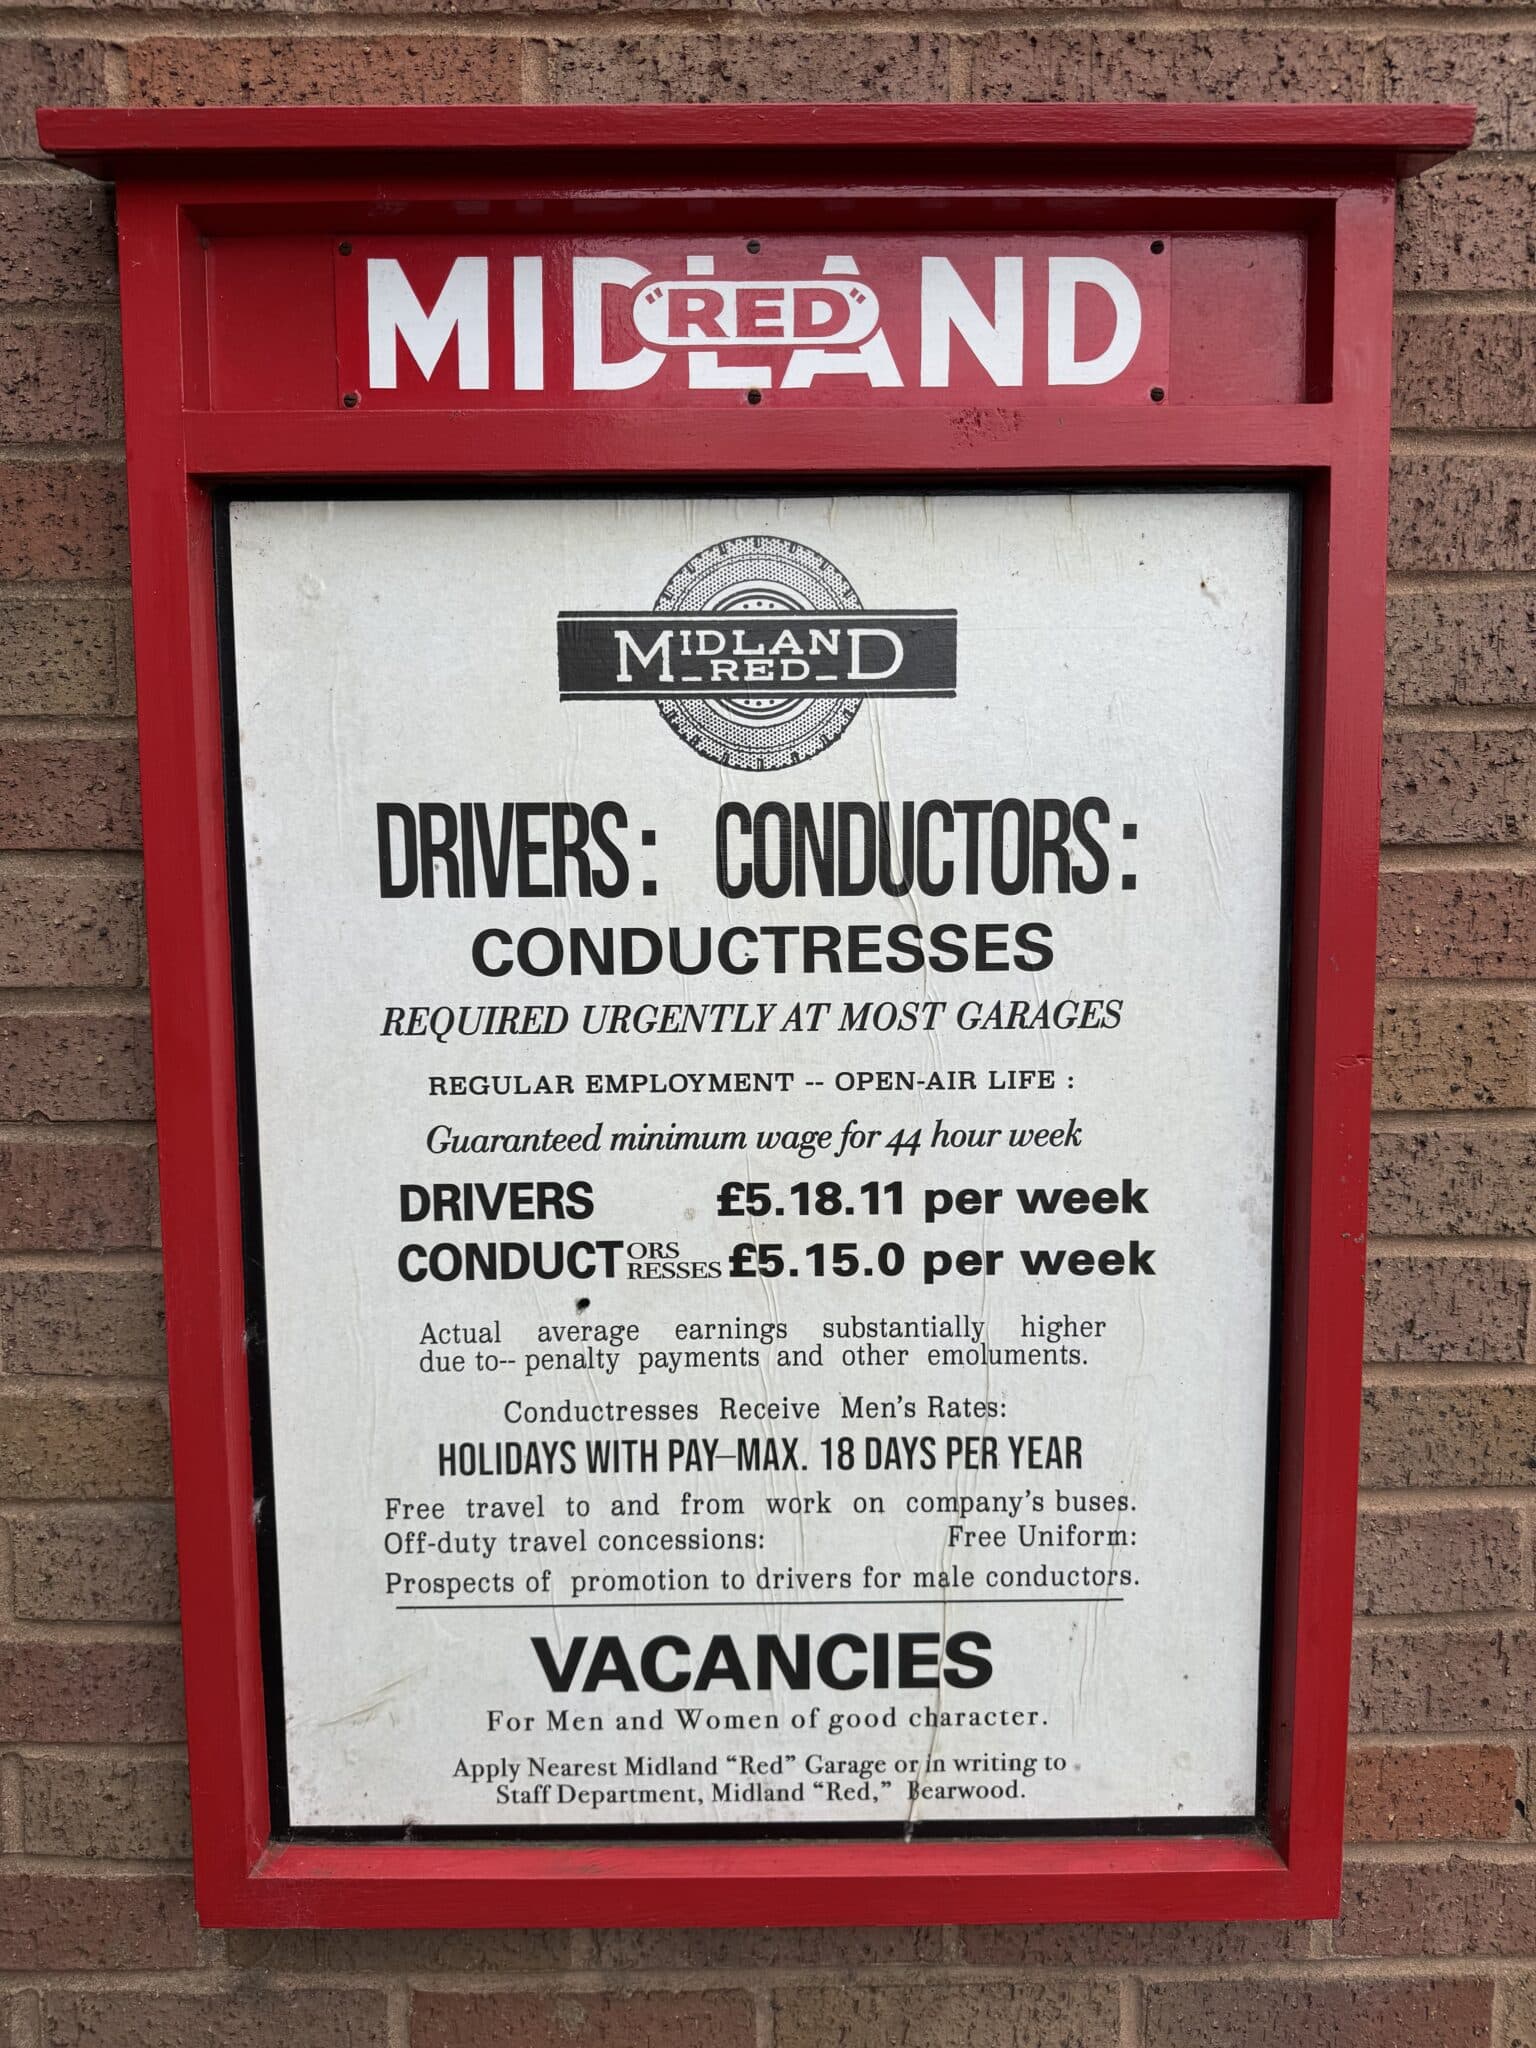 MIDLAND
"RED"
MIDLAND
RED
DRIVERS: CONDUCTORS:
CONDUCTRESSES
REQUIRED URGENTLY AT MOST GARAGES
REGULAR EMPLOYMENT -- OPEN-AIR LIFE :
Guaranteed minimum wage for 44 hour week
DRIVERS £5.18.11 per week
CONDUCT ORS RESSES £5.15.0 per week
Actual average earnings substantially higher
due to-- penalty payments and other emoluments.
Conductresses Receive Men's Rates:
HOLIDAYS WITH PAY–MAX. 18 DAYS PER YEAR
Free travel to and from work on company's buses.
Off-duty travel concessions: Free Uniform:
Prospects of promotion to drivers for male conductors.
VACANCIES
For Men and Women of good character.
Apply Nearest Midland “Red” Garage or in writing to
Staff Department, Midland “Red,” Bearwood.